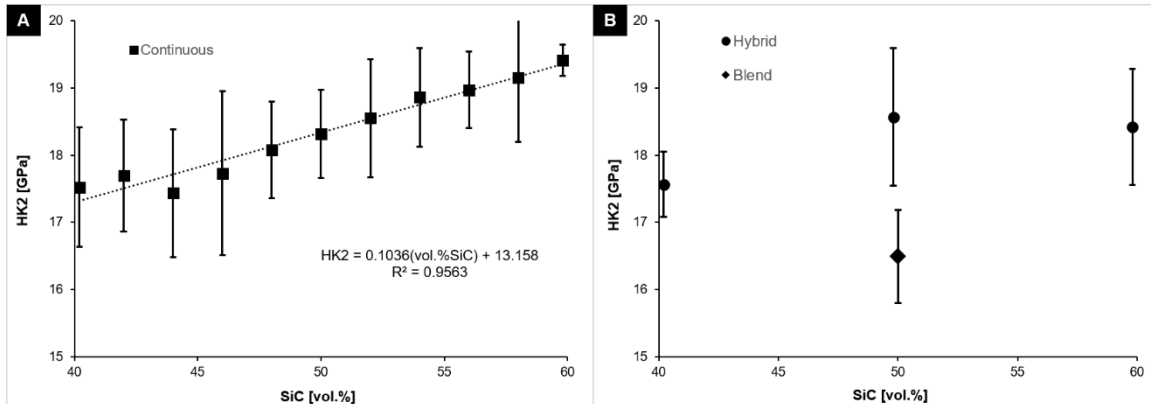 A
Continuous
HK2 [GPa]
20
19
18
17
16
15
HK2 = 0.1036(vol.%SiC) + 13.158
R² = 0.9563
40
45
50
55
60
SiC [vol.%]
B
Hybrid
Blend
HK2 [GPa]
20
19
18
17
16
15
40
45
50
55
60
SiC [vol.%]